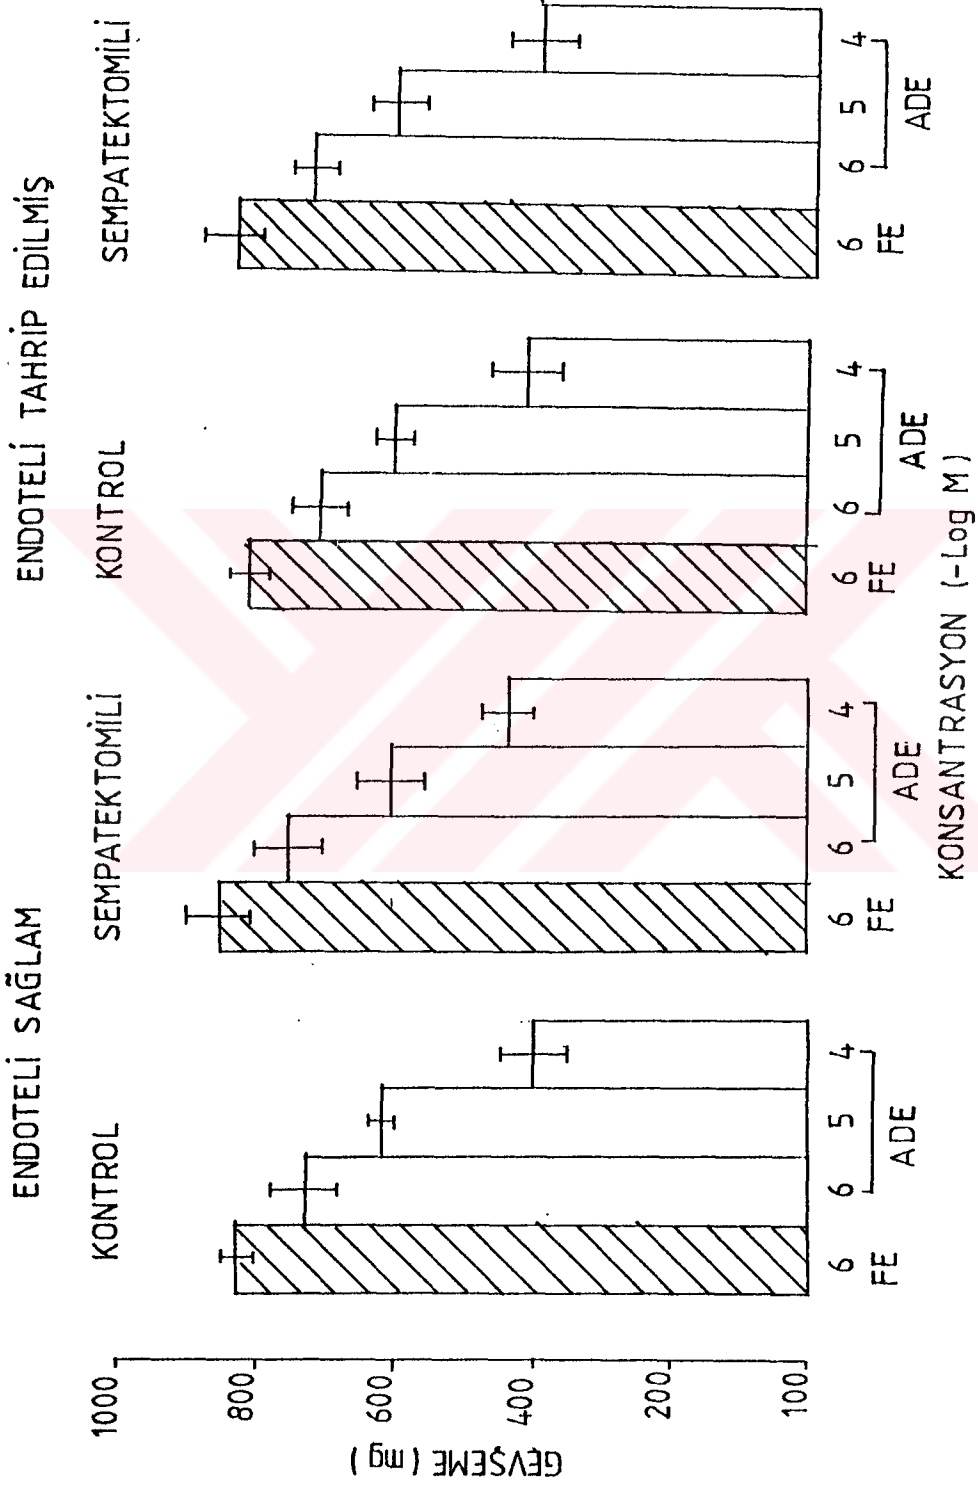 ENDOTELİ SAĞLAM
ENDOTELİ TAHRİP EDİLMİŞ
KONTROL
SEMPATEKTOMİLİ
KONTROL
SEMPATEKTOMİLİ
GEVŞEME (mg)
1000
800
600
400
200
100
6 6 5 4
FE ADE
6 6 5 4
FE ADE
6 6 5 4
FE ADE
6 6 5 4
FE ADE
KONSANTRASYON (-Log M)